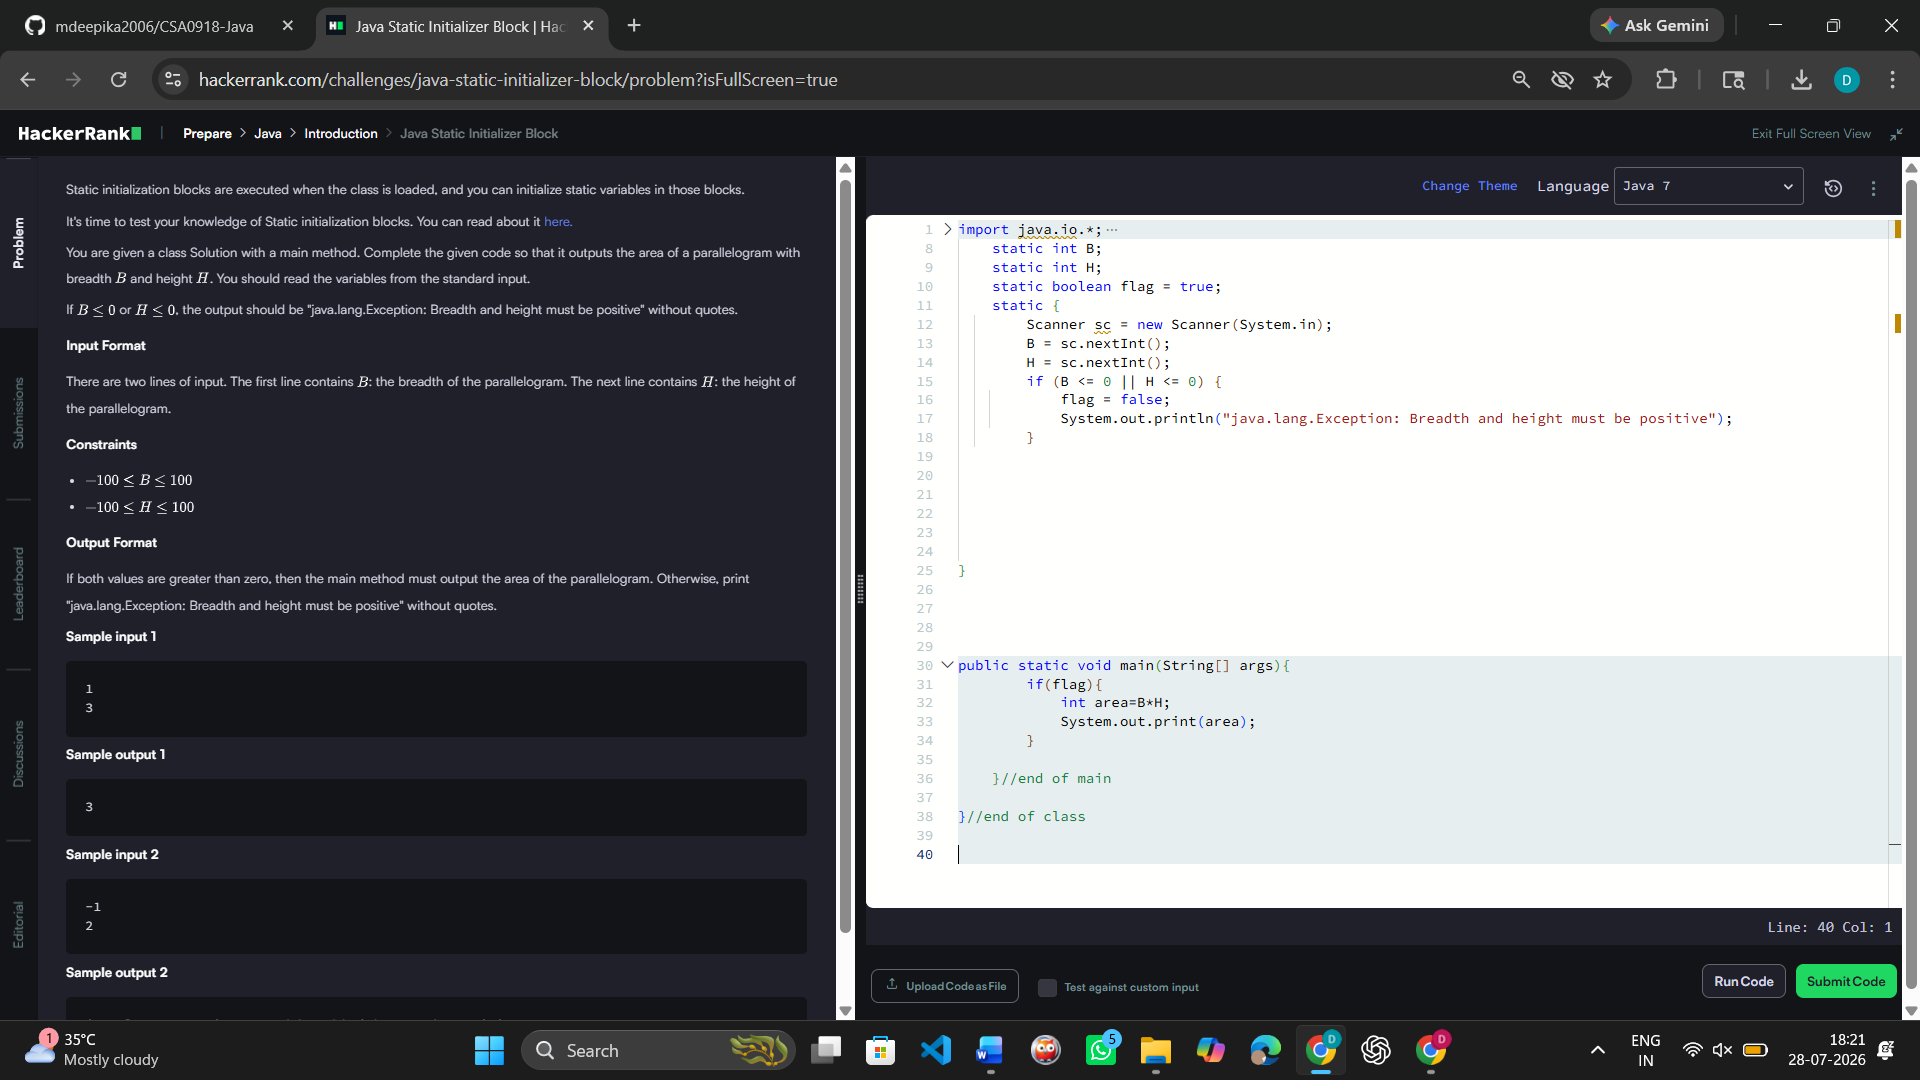 mdeepika2006/CSA0918-Java
Java Static Initializer Block | Hac
Ask Gemini
hackerrank.com/challenges/java-static-initializer-block/problem?isFullScreen=true
D
HackerRank
Prepare > Java > Introduction > Java Static Initializer Block
Exit Full Screen View
Problem
Submissions
Leaderboard
Discussions
Editorial
Static initialization blocks are executed when the class is loaded, and you can initialize static variables in those blocks.
It's time to test your knowledge of Static initialization blocks. You can read about it here.
You are given a class Solution with a main method. Complete the given code so that it outputs the area of a parallelogram with
breadth B and height H. You should read the variables from the standard input.
If B ≤ 0 or H ≤ 0, the output should be "java.lang.Exception: Breadth and height must be positive" without quotes.
Input Format
There are two lines of input. The first line contains B: the breadth of the parallelogram. The next line contains H: the height of
the parallelogram.
Constraints
• −100 ≤ B ≤ 100
• −100 ≤ H ≤ 100
Output Format
If both values are greater than zero, then the main method must output the area of the parallelogram. Otherwise, print
"java.lang.Exception: Breadth and height must be positive" without quotes.
Sample input 1
1
3
Sample output 1
3
Sample input 2
-1
2
Sample output 2
Change Theme
Language
Java 7
1 import java.io.*;···
8 static int B;
9 static int H;
10 static boolean flag = true;
11 static {
12 Scanner sc = new Scanner(System.in);
13 B = sc.nextInt();
14 H = sc.nextInt();
15 if (B <= 0 || H <= 0) {
16 flag = false;
17 System.out.println("java.lang.Exception: Breadth and height must be positive");
18 }
19
20
21
22
23
24
25 }
26
27
28
29
30 public static void main(String[] args){
31 if(flag){
32 int area=B*H;
33 System.out.print(area);
34 }
35
36 }//end of main
37
38 }//end of class
39
40
Line: 40 Col: 1
Upload Code as File
Test against custom input
Run Code
Submit Code
1
35°C
Mostly cloudy
Search
W
5
D
D
ENG
IN
18:21
28-07-2026